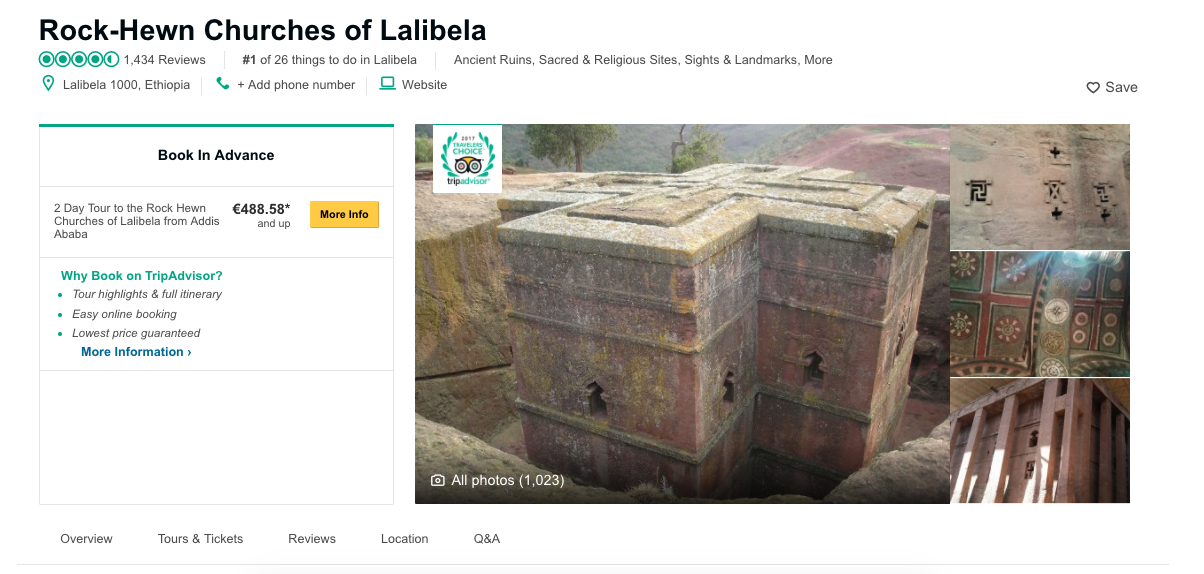 Rock-Hewn Churches of Lalibela
1,434 Reviews
#1 of 26 things to do in Lalibela
Ancient Ruins, Sacred & Religious Sites, Sights & Landmarks, More
Lalibela 1000, Ethiopia
+ Add phone number
Website
Save
Book In Advance
2 Day Tour to the Rock Hewn
Churches of Lalibela from Addis
Ababa
€488.58*
and up
More Info
Why Book on TripAdvisor?
Tour highlights & full itinerary
Easy online booking
Lowest price guaranteed
More Information ›
2017
TRAVELERS'
CHOICE
tripadvisor
All photos (1,023)
Overview
Tours & Tickets
Reviews
Location
Q&A